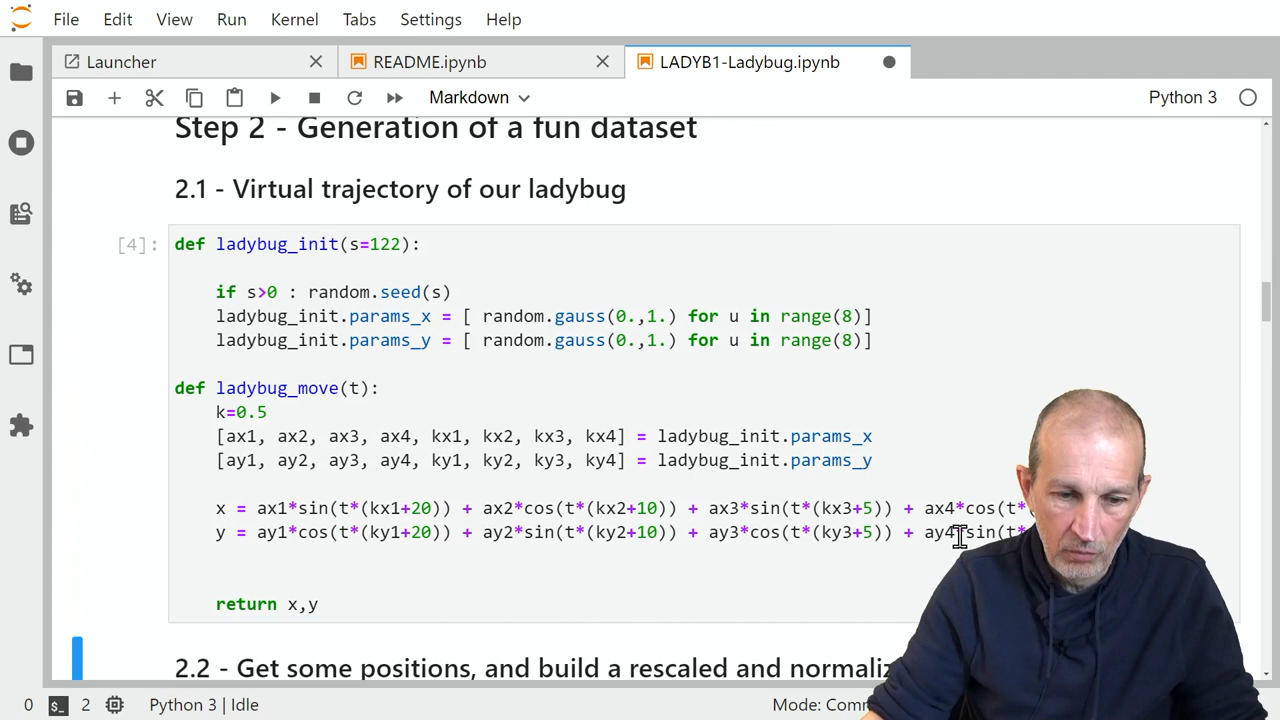 File Edit View Run Kernel Tabs Settings Help
Launcher README.ipynb LADYB1-Ladybug.ipynb
Markdown Python 3
Step 2 - Generation of a fun dataset
2.1 - Virtual trajectory of our ladybug
[4]: def ladybug_init(s=122):
if s>0 : random.seed(s)
ladybug_init.params_x = [ random.gauss(0.,1.) for u in range(8)]
ladybug_init.params_y = [ random.gauss(0.,1.) for u in range(8)]
def ladybug_move(t):
k=0.5
[ax1, ax2, ax3, ax4, kx1, kx2, kx3, kx4] = ladybug_init.params_x
[ay1, ay2, ay3, ay4, ky1, ky2, ky3, ky4] = ladybug_init.params_y
x = ax1*sin(t*(kx1+20)) + ax2*cos(t*(kx2+10)) + ax3*sin(t*(kx3+5)) + ax4*cos(t*
y = ay1*cos(t*(ky1+20)) + ay2*sin(t*(ky2+10)) + ay3*cos(t*(ky3+5)) + ay4*sin(t*
return x,y
2.2 - Get some positions, and build a rescaled and
0 2 Python 3 | Idle Mode: